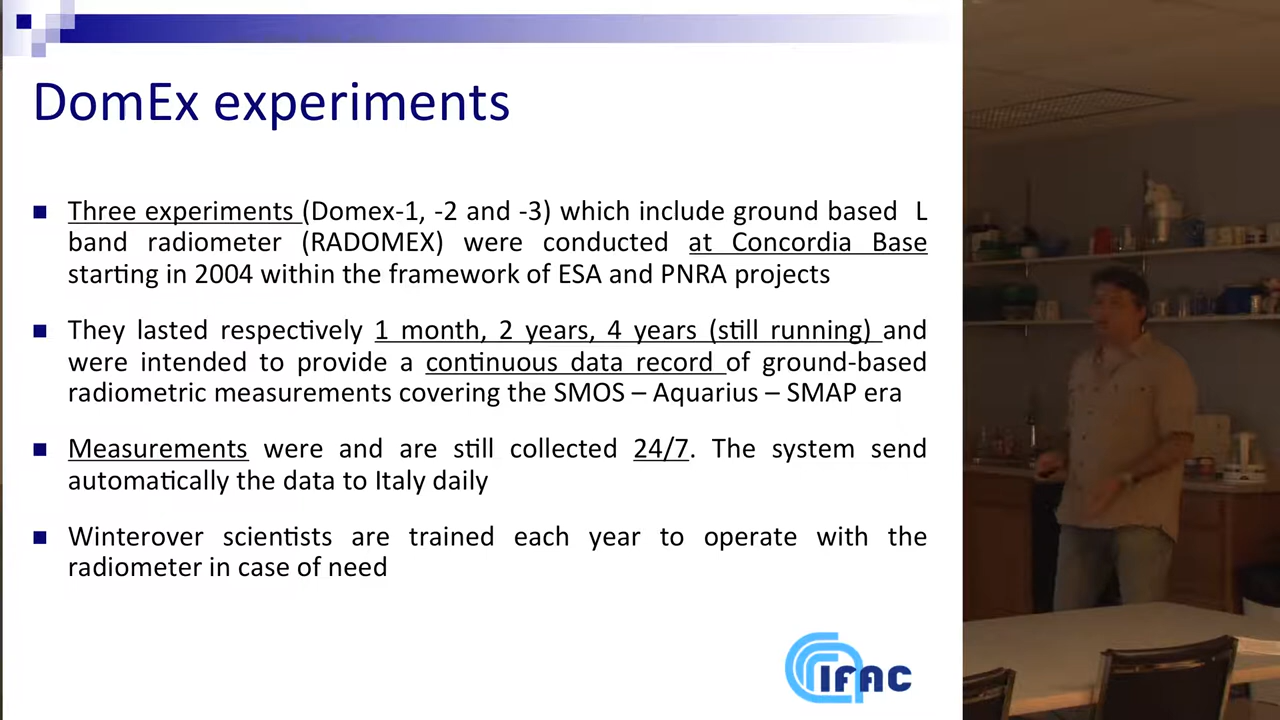 DomEx experiments
Three experiments (Domex-1, -2 and -3) which include ground based L
band radiometer (RADOMEX) were conducted at Concordia Base
starting in 2004 within the framework of ESA and PNRA projects
They lasted respectively 1 month, 2 years, 4 years (still running) and
were intended to provide a continuous data record of ground-based
radiometric measurements covering the SMOS – Aquarius – SMAP era
Measurements were and are still collected 24/7. The system send
automatically the data to Italy daily
Winterover scientists are trained each year to operate with the
radiometer in case of need
IFAC